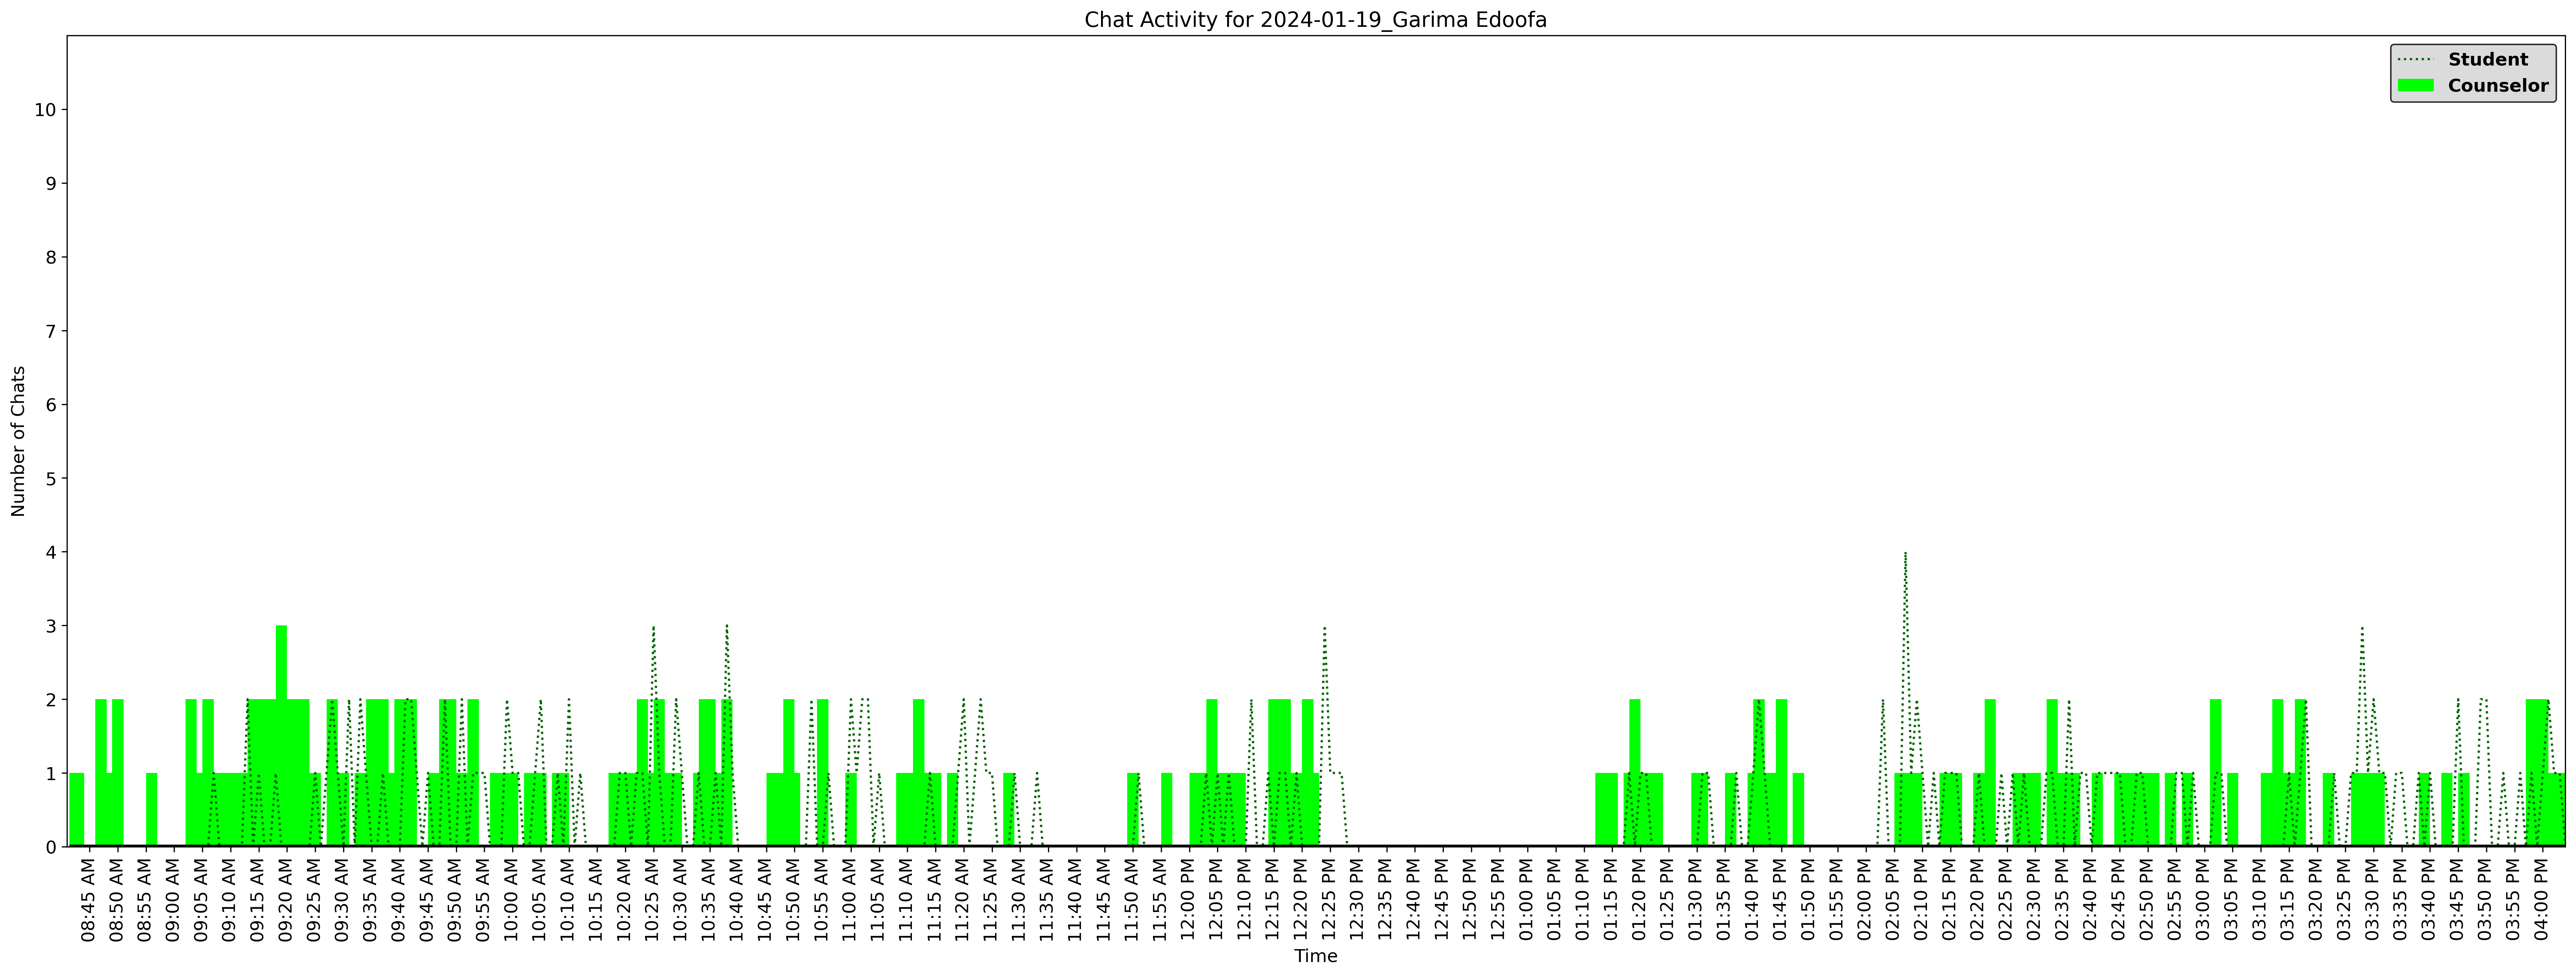 Chat Activity for 2024-01-19_Garima Edoofa
Student
Counselor
Number of Chats
10
9
8
7
6
5
4
3
2
1
0
08:45 AM
08:50 AM
08:55 AM
09:00 AM
09:05 AM
09:10 AM
09:15 AM
09:20 AM
09:25 AM
09:30 AM
09:35 AM
09:40 AM
09:45 AM
09:50 AM
09:55 AM
10:00 AM
10:05 AM
10:10 AM
10:15 AM
10:20 AM
10:25 AM
10:30 AM
10:35 AM
10:40 AM
10:45 AM
10:50 AM
10:55 AM
11:00 AM
11:05 AM
11:10 AM
11:15 AM
11:20 AM
11:25 AM
11:30 AM
11:35 AM
11:40 AM
11:45 AM
11:50 AM
11:55 AM
12:00 PM
12:05 PM
12:10 PM
12:15 PM
12:20 PM
12:25 PM
12:30 PM
12:35 PM
12:40 PM
12:45 PM
12:50 PM
12:55 PM
01:00 PM
01:05 PM
01:10 PM
01:15 PM
01:20 PM
01:25 PM
01:30 PM
01:35 PM
01:40 PM
01:45 PM
01:50 PM
01:55 PM
02:00 PM
02:05 PM
02:10 PM
02:15 PM
02:20 PM
02:25 PM
02:30 PM
02:35 PM
02:40 PM
02:45 PM
02:50 PM
02:55 PM
03:00 PM
03:05 PM
03:10 PM
03:15 PM
03:20 PM
03:25 PM
03:30 PM
03:35 PM
03:40 PM
03:45 PM
03:50 PM
03:55 PM
04:00 PM
Time